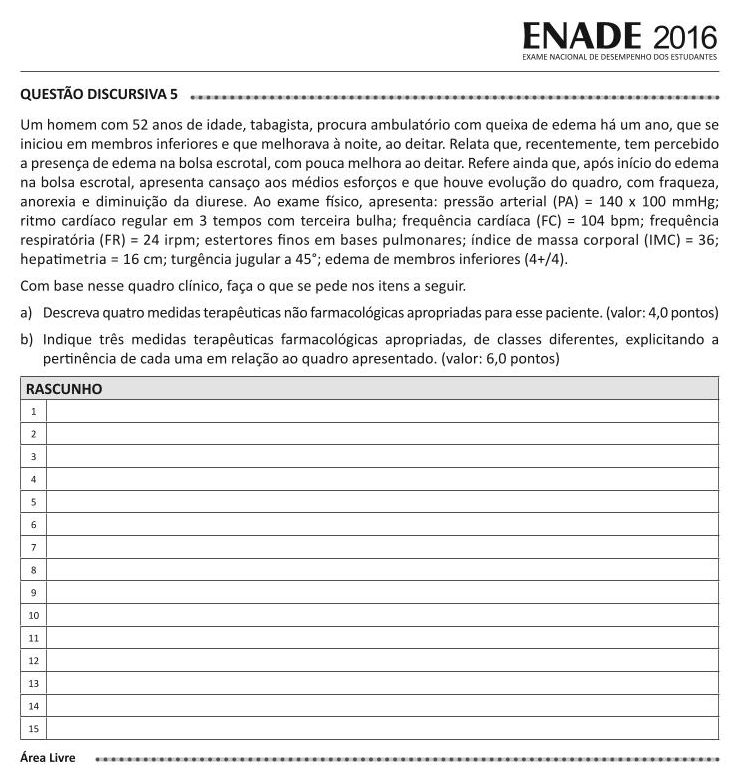 ENADE 2016
EXAME NACIONAL DE DESEMPENHO DOS ESTUDANTES
QUESTÃO DISCURSIVA 5
Um homem com 52 anos de idade, tabagista, procura ambulatório com queixa de edema há um ano, que se
iniciou em membros inferiores e que melhorava à noite, ao deitar. Relata que, recentemente, tem percebido
a presença de edema na bolsa escrotal, com pouca melhora ao deitar. Refere ainda que, após início do edema
na bolsa escrotal, apresenta cansaço aos médios esforços e que houve evolução do quadro, com fraqueza,
anorexia e diminuição da diurese. Ao exame físico, apresenta: pressão arterial (PA) = 140 x 100 mmHg;
ritmo cardíaco regular em 3 tempos com terceira bulha; frequência cardíaca (FC) = 104 bpm; frequência
respiratória (FR) = 24 irpm; estertores finos em bases pulmonares; índice de massa corporal (IMC) = 36;
hepatimetria = 16 cm; turgência jugular a 45°; edema de membros inferiores (4+/4).
Com base nesse quadro clínico, faça o que se pede nos itens a seguir.
a) Descreva quatro medidas terapêuticas não farmacológicas apropriadas para esse paciente. (valor: 4,0 pontos)
b) Indique três medidas terapêuticas farmacológicas apropriadas, de classes diferentes, explicitando a
pertinência de cada uma em relação ao quadro apresentado. (valor: 6,0 pontos)
RASCUNHO
1
2
3
4
5
6
7
8
9
10
11
12
13
14
15
Área Livre